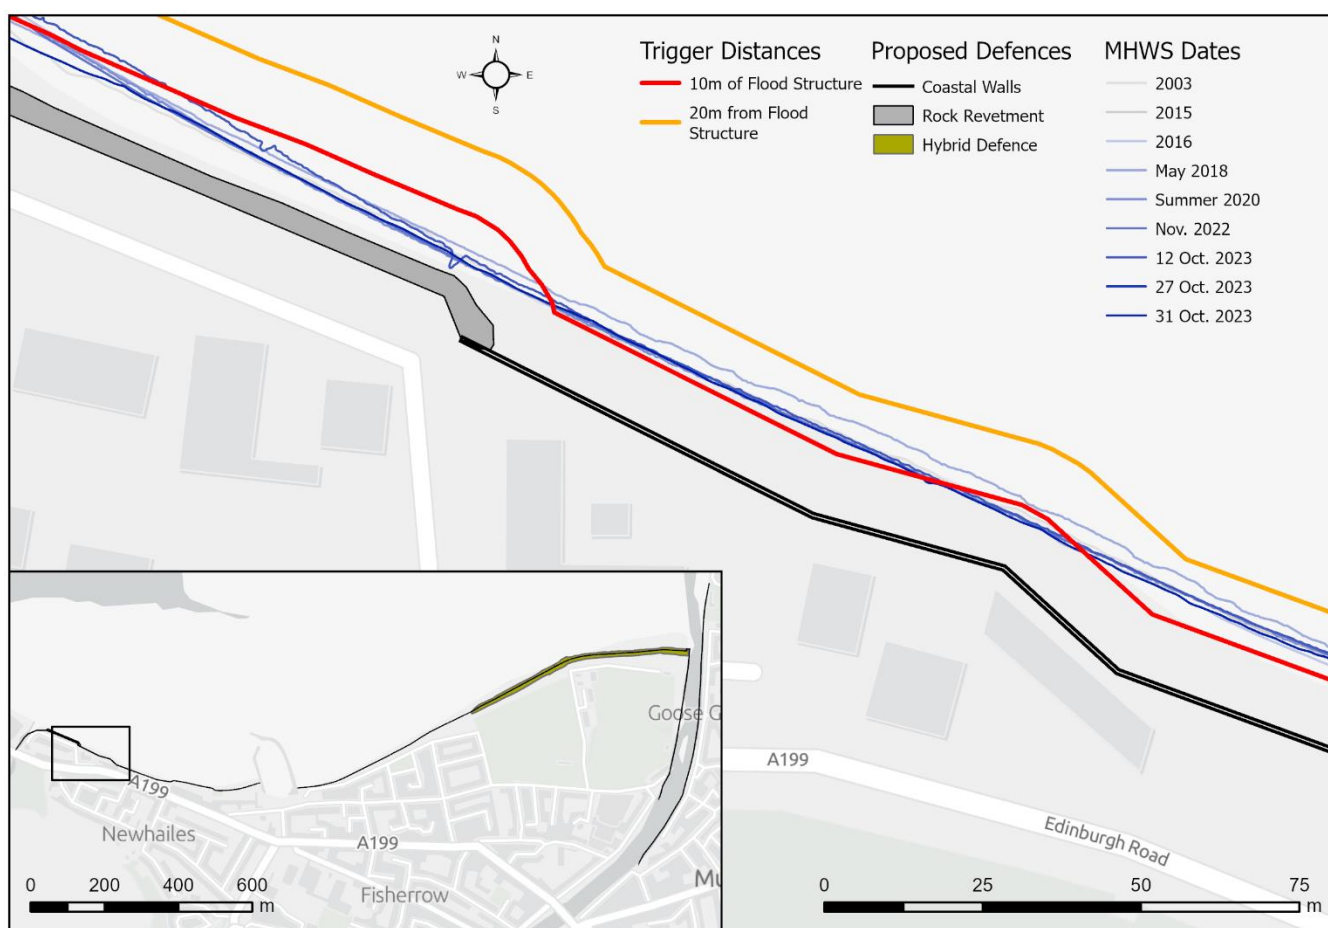 N
W E
S
Trigger Distances
10m of Flood Structure
20m from Flood
Structure
Proposed Defences
Coastal Walls
Rock Revetment
Hybrid Defence
MHWS Dates
2003
2015
2016
May 2018
Summer 2020
Nov. 2022
12 Oct. 2023
27 Oct. 2023
31 Oct. 2023
A199
Edinburgh Road
0 25 50 75
m
Goose G
A199
Newhailes
A199
Fisherrow
Mu
0 200 400 600
m